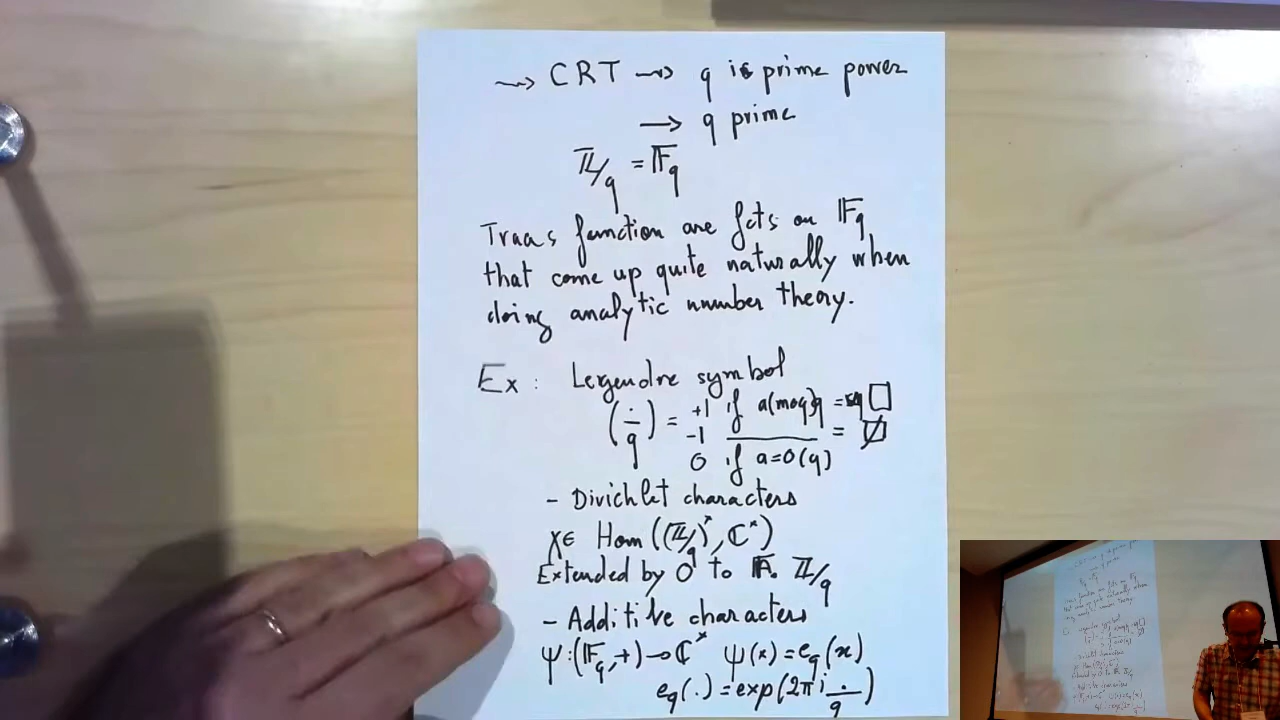 ⇝ CRT ⇝ q is prime power
→ q prime
ℤ/q = 𝔽q
Traas function are fcts on 𝔽q
that come up quite naturally when
doing analytic number theory.
Ex: Legendre symbol
(·/q) = +1 if a(mod q) = □
-1 ——— = ⌀
0 if a=0(q)
- Dirichlet characters
χ∈ Hom((ℤ/q)ˣ, ℂˣ)
Extended by 0 to ℤ/q
- Additive characters
ψ:(𝔽q,+)→ℂˣ ψ(x)=eq(x)
eq(.)=exp(2πi ·/q)